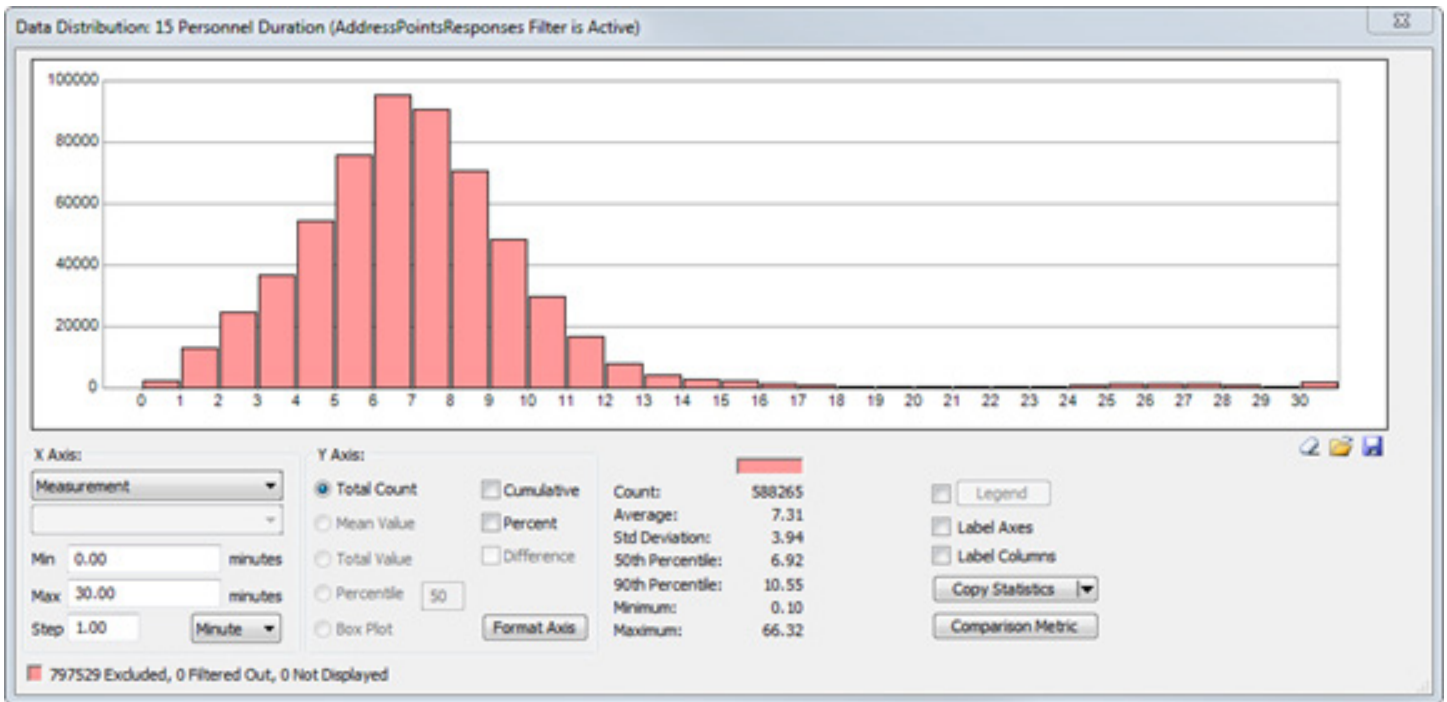 Data Distribution: 15 Personnel Duration (AddressPointsResponses Filter is Active)
100000
80000
60000
40000
20000
0
0 1 2 3 4 5 6 7 8 9 10 11 12 13 14 15 16 17 18 19 20 21 22 23 24 25 26 27 28 29 30
X Axis:
Measurement
Min 0.00 minutes
Max 30.00 minutes
Step 1.00 Minute
Y Axis:
Total Count
Mean Value
Total Value
Percentile 50
Box Plot
Cumulative
Percent
Difference
Format Axis
Count: 588265
Average: 7.31
Std Deviation: 3.94
50th Percentile: 6.92
90th Percentile: 10.55
Minimum: 0.10
Maximum: 66.32
Legend
Label Axes
Label Columns
Copy Statistics
Comparison Metric
797529 Excluded, 0 Filtered Out, 0 Not Displayed